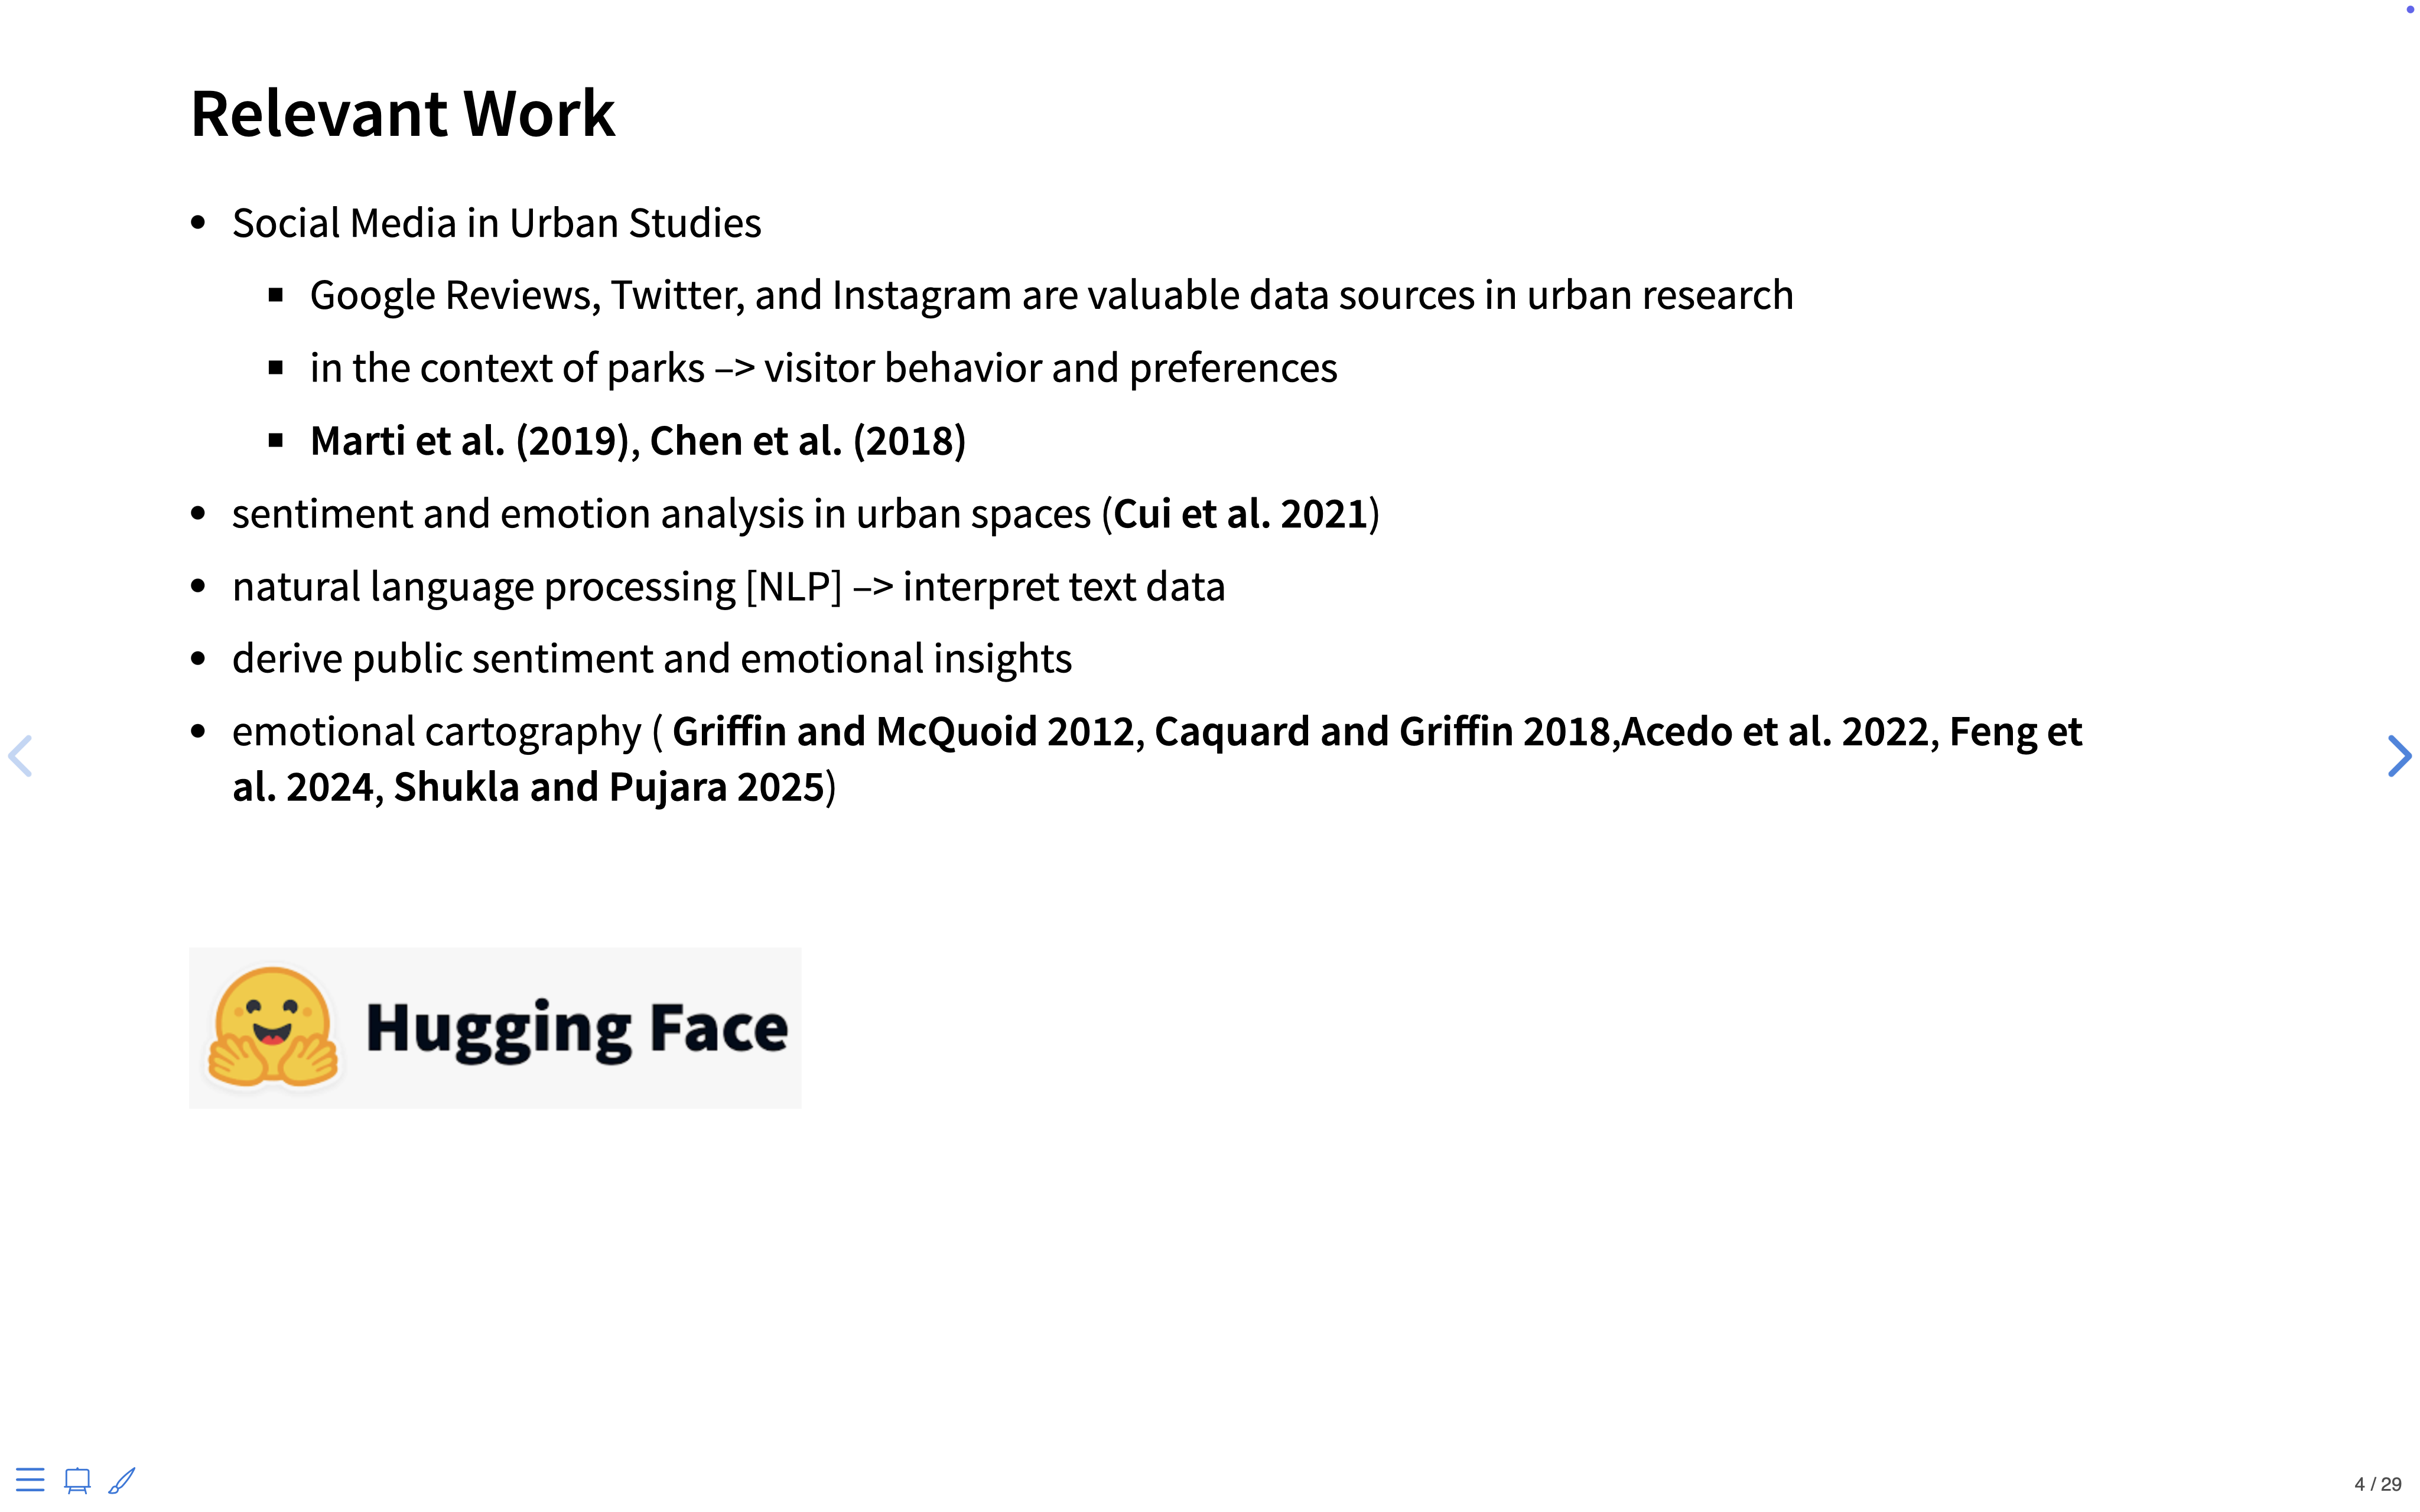 Relevant Work
Social Media in Urban Studies
Google Reviews, Twitter, and Instagram are valuable data sources in urban research
in the context of parks –> visitor behavior and preferences
Marti et al. (2019), Chen et al. (2018)
sentiment and emotion analysis in urban spaces (Cui et al. 2021)
natural language processing [NLP] –> interpret text data
derive public sentiment and emotional insights
emotional cartography ( Griffin and McQuoid 2012, Caquard and Griffin 2018,Acedo et al. 2022, Feng et
al. 2024, Shukla and Pujara 2025)
Hugging Face
4 / 29